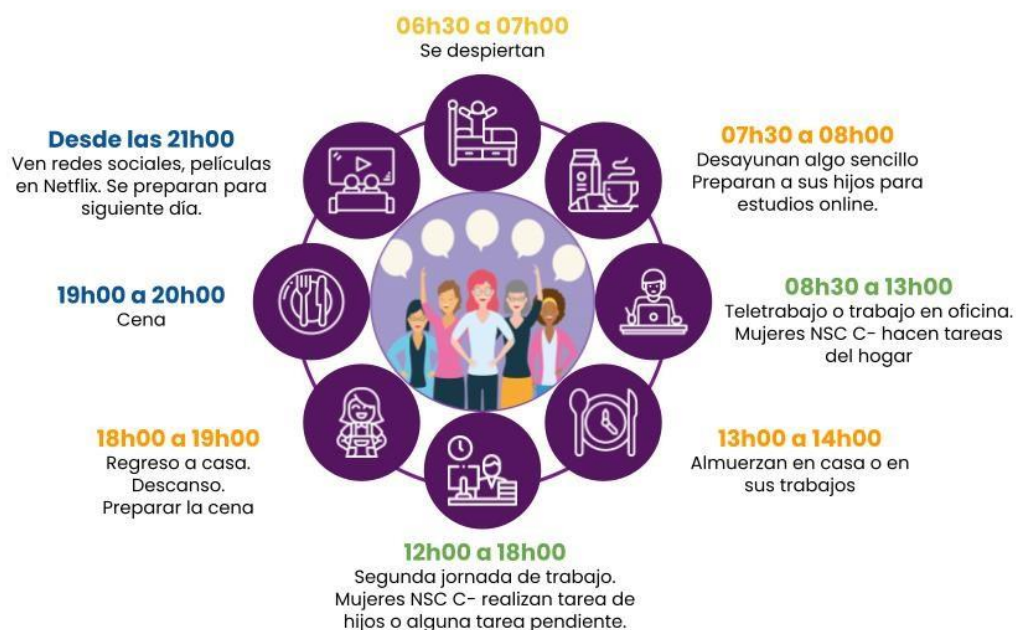 06h30 a 07h00
Se despiertan
07h30 a 08h00
Desayunan algo sencillo
Preparan a sus hijos para
estudios online.
08h30 a 13h00
Teletrabajo o trabajo en oficina.
Mujeres NSC C- hacen tareas
del hogar
13h00 a 14h00
Almuerzan en casa o en
sus trabajos
12h00 a 18h00
Segunda jornada de trabajo.
Mujeres NSC C- realizan tarea de
hijos o alguna tarea pendiente.
18h00 a 19h00
Regreso a casa.
Descanso.
Preparar la cena
19h00 a 20h00
Cena
Desde las 21h00
Ven redes sociales, películas
en Netflix. Se preparan para
siguiente día.